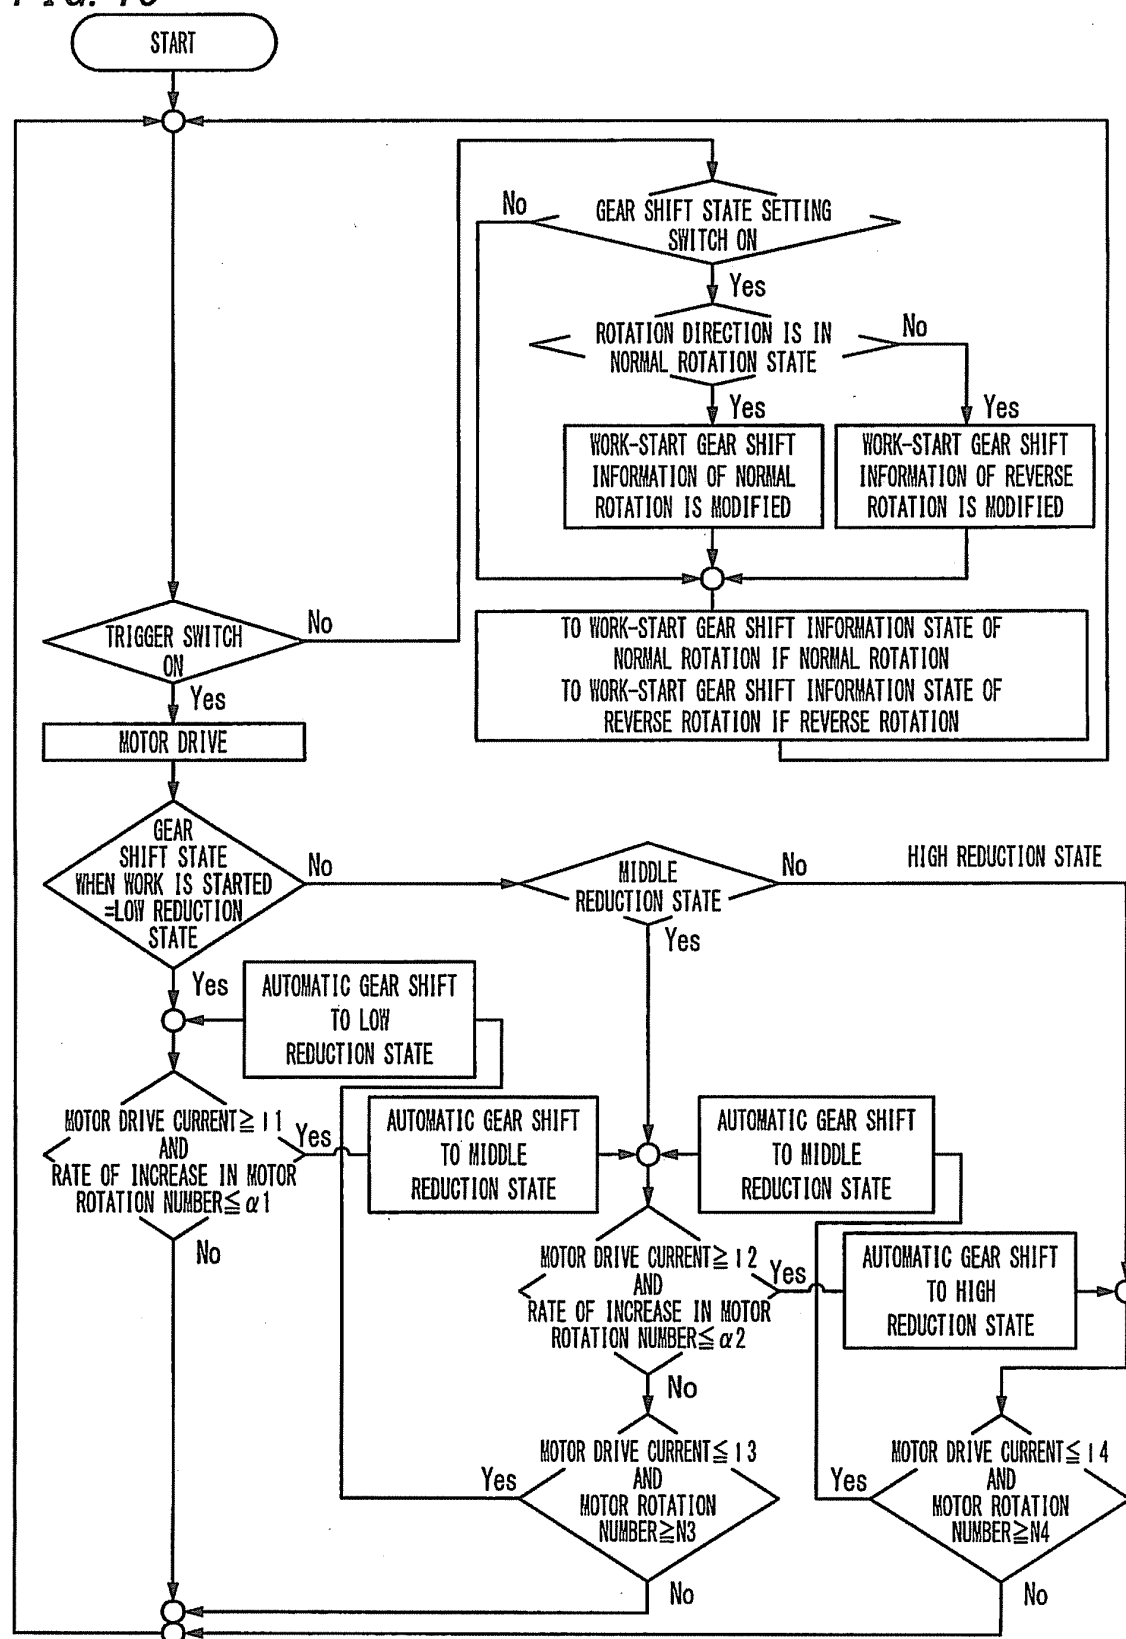 START
No
GEAR SHIFT STATE SETTING
SWITCH ON
Yes
ROTATION DIRECTION IS IN
NORMAL ROTATION STATE
No
Yes
Yes
WORK-START GEAR SHIFT
INFORMATION OF NORMAL
ROTATION IS MODIFIED
WORK-START GEAR SHIFT
INFORMATION OF REVERSE
ROTATION IS MODIFIED
TRIGGER SWITCH
ON
No
Yes
TO WORK-START GEAR SHIFT INFORMATION STATE OF
NORMAL ROTATION IF NORMAL ROTATION
TO WORK-START GEAR SHIFT INFORMATION STATE OF
REVERSE ROTATION IF REVERSE ROTATION
MOTOR DRIVE
GEAR
SHIFT STATE
WHEN WORK IS STARTED
=LOW REDUCTION
STATE
No
Yes
MIDDLE
REDUCTION STATE
No
HIGH REDUCTION STATE
Yes
AUTOMATIC GEAR SHIFT
TO LOW
REDUCTION STATE
MOTOR DRIVE CURRENT≧I1
AND
RATE OF INCREASE IN MOTOR
ROTATION NUMBER≦α1
Yes
No
AUTOMATIC GEAR SHIFT
TO MIDDLE
REDUCTION STATE
AUTOMATIC GEAR SHIFT
TO MIDDLE
REDUCTION STATE
MOTOR DRIVE CURRENT≧I2
AND
RATE OF INCREASE IN MOTOR
ROTATION NUMBER≦α2
Yes
No
AUTOMATIC GEAR SHIFT
TO HIGH
REDUCTION STATE
MOTOR DRIVE CURRENT≦I3
AND
MOTOR ROTATION
NUMBER≧N3
Yes
No
MOTOR DRIVE CURRENT≦I4
AND
MOTOR ROTATION
NUMBER≧N4
Yes
No